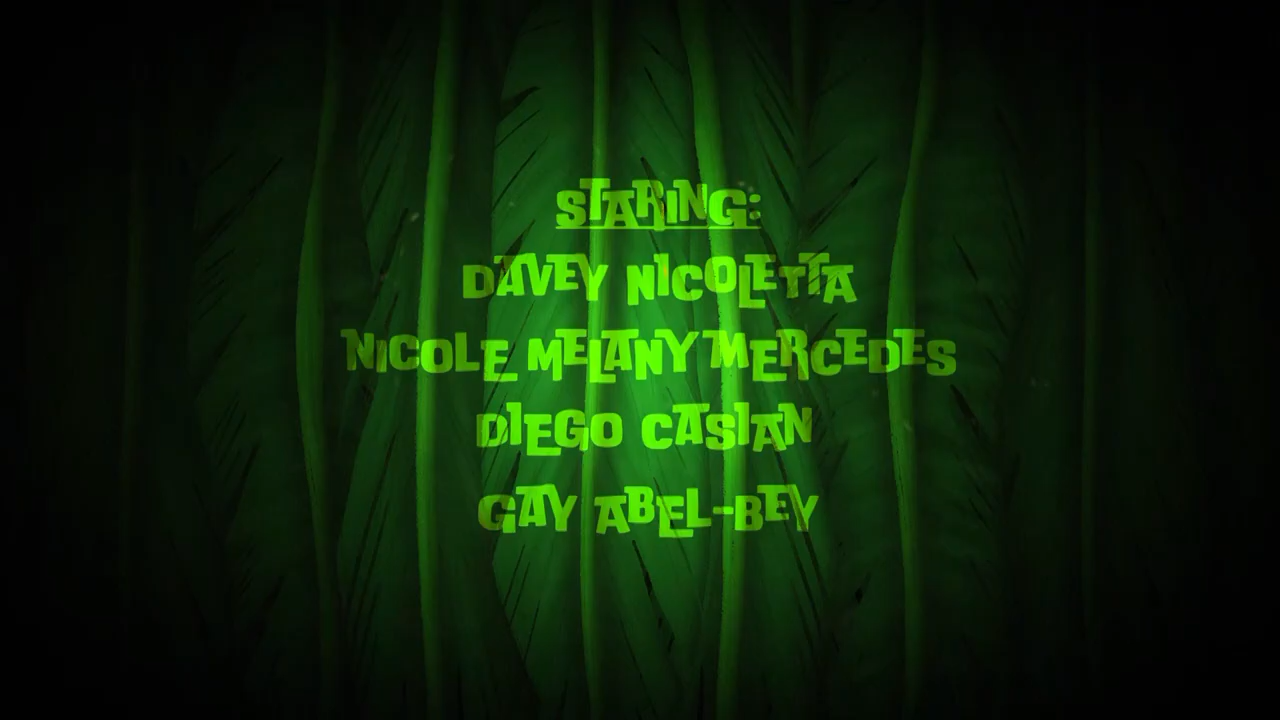 STARING:
DAVEY NICOLETTA
NICOLE MELANY MERCEDES
DIEGO CASIAN
GAY ABEL-BEY